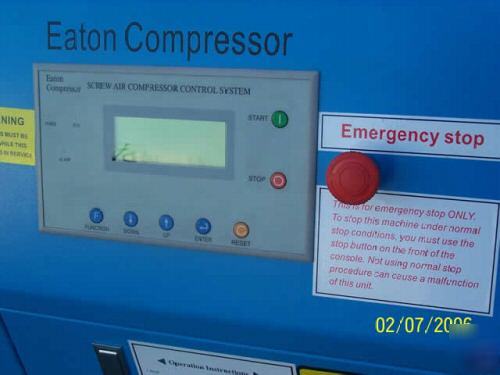 Eaton Compressor
Eaton
Compressor
SCREW AIR COMPRESSOR CONTROL SYSTEM
START
STOP
FUNCTION
DOWN
UP
ENTER
RESET
NING
S MUST BE
WHILE THIS
S IN SERVICE
Emergency stop
This is for emergency stop ONLY.
To stop this machine under normal
stop conditions, you must use the
stop button on the front of the
console. Not using normal stop
procedure can cause a malfunction
of this unit.
02/07/2006
Operation Instructions